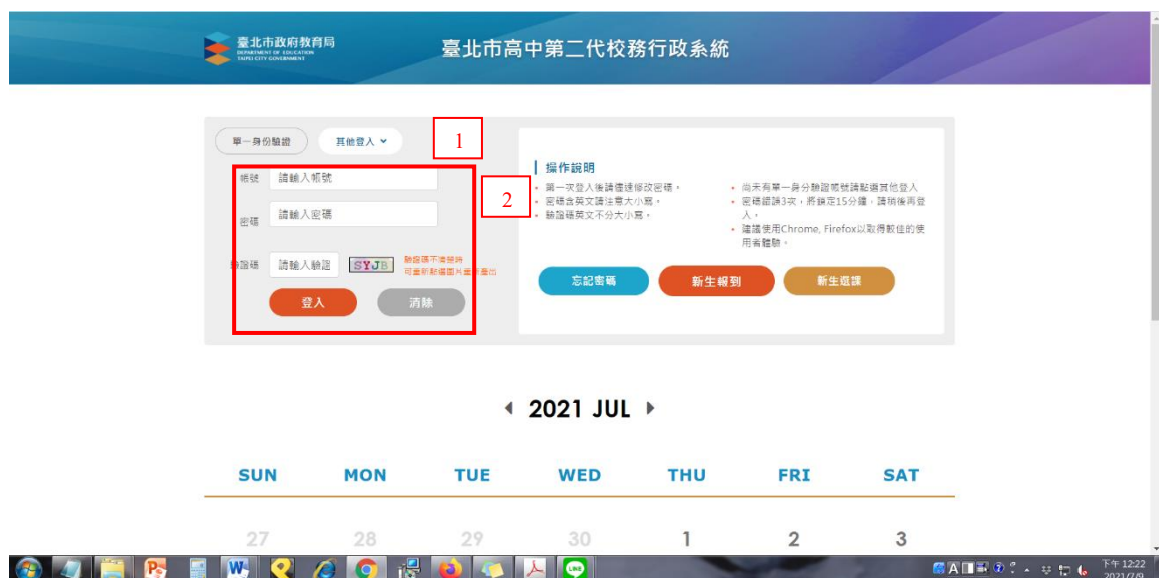 臺北市政府教育局
DEPARTMENT OF EDUCATION
TAIPEI CITY GOVERNMENT
臺北市高中第二代校務行政系統
單一身份驗證
其他登入
1
2
帳號
請輸入帳號
密碼
請輸入密碼
驗證碼
請輸入驗證
SYJB
驗證碼不清楚時
可重新點選圖片重新產出
登入
清除
操作說明
第一次登入後請儘速修改密碼。
密碼含英文請注意大小寫。
驗證碼英文不分大小寫。
尚未有單一身分驗證帳號請點選其他登入
密碼錯誤3次，將鎖定15分鐘，請稍後再登
入。
建議使用Chrome, Firefox以取得較佳的使
用者體驗。
忘記密碼
新生報到
新生選課
2021 JUL
SUN MON TUE WED THU FRI SAT
27 28 29 30 1 2 3
下午 12:22
2021/7/9